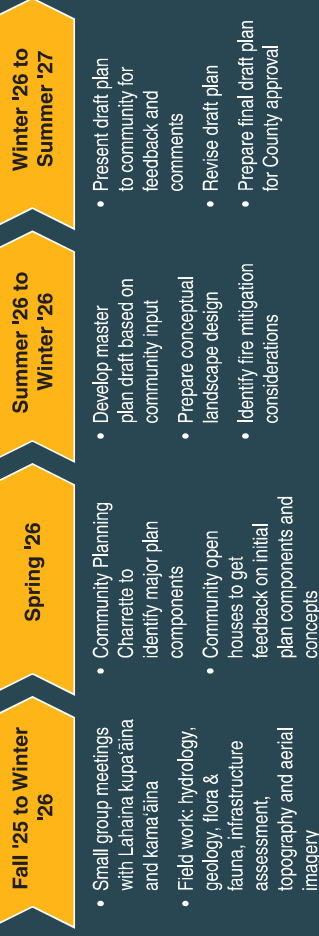 Fall '25 to Winter
'26
• Small group meetings
with Lahaina kupaʻāina
and kamaʻāina
• Field work: hydrology,
geology, flora &
fauna, infrastructure
assessment,
topography and aerial
imagery
Spring '26
• Community Planning
Charrette to
identify major plan
components
• Community open
houses to get
feedback on initial
plan components and
concepts
Summer '26 to
Winter '26
• Develop master
plan draft based on
community input
• Prepare conceptual
landscape design
• Identify fire mitigation
considerations
Winter '26 to
Summer '27
• Present draft plan
to community for
feedback and
comments
• Revise draft plan
• Prepare final draft plan
for County approval